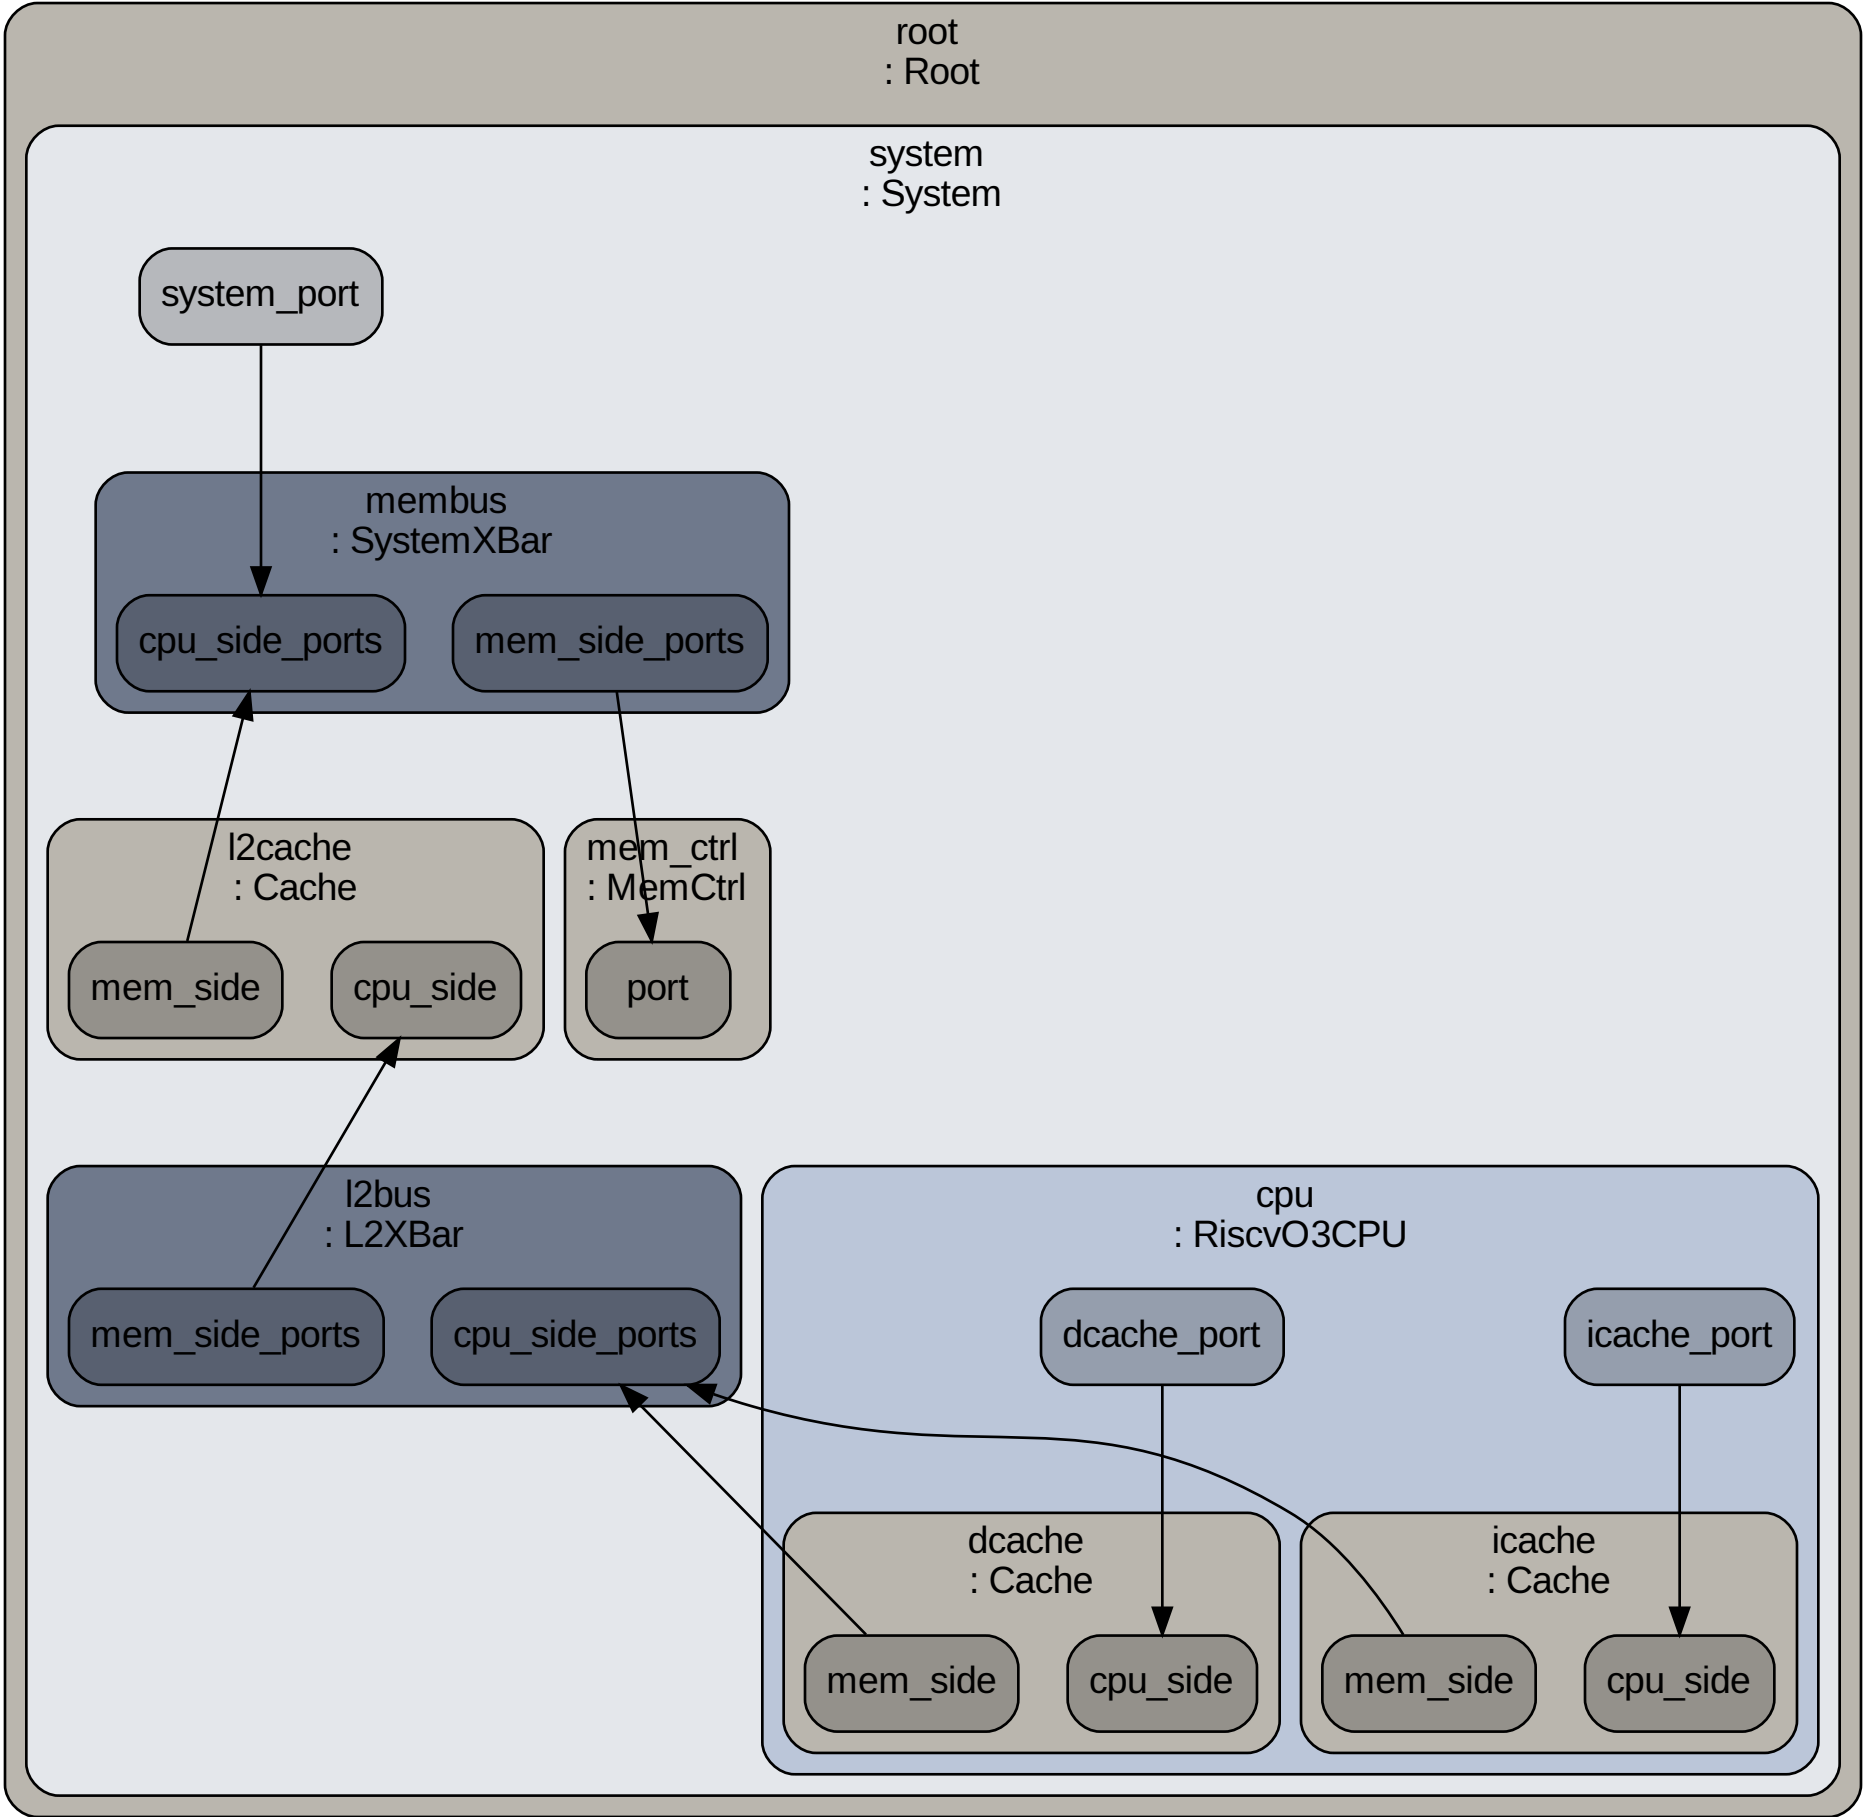 root
: Root
system
: System
system_port
membus
: SystemXBar
cpu_side_ports
mem_side_ports
l2cache
: Cache
mem_side
cpu_side
mem_ctrl
: MemCtrl
port
l2bus
: L2XBar
mem_side_ports
cpu_side_ports
cpu
: RiscvO3CPU
dcache_port
icache_port
dcache
: Cache
mem_side
cpu_side
icache
: Cache
mem_side
cpu_side